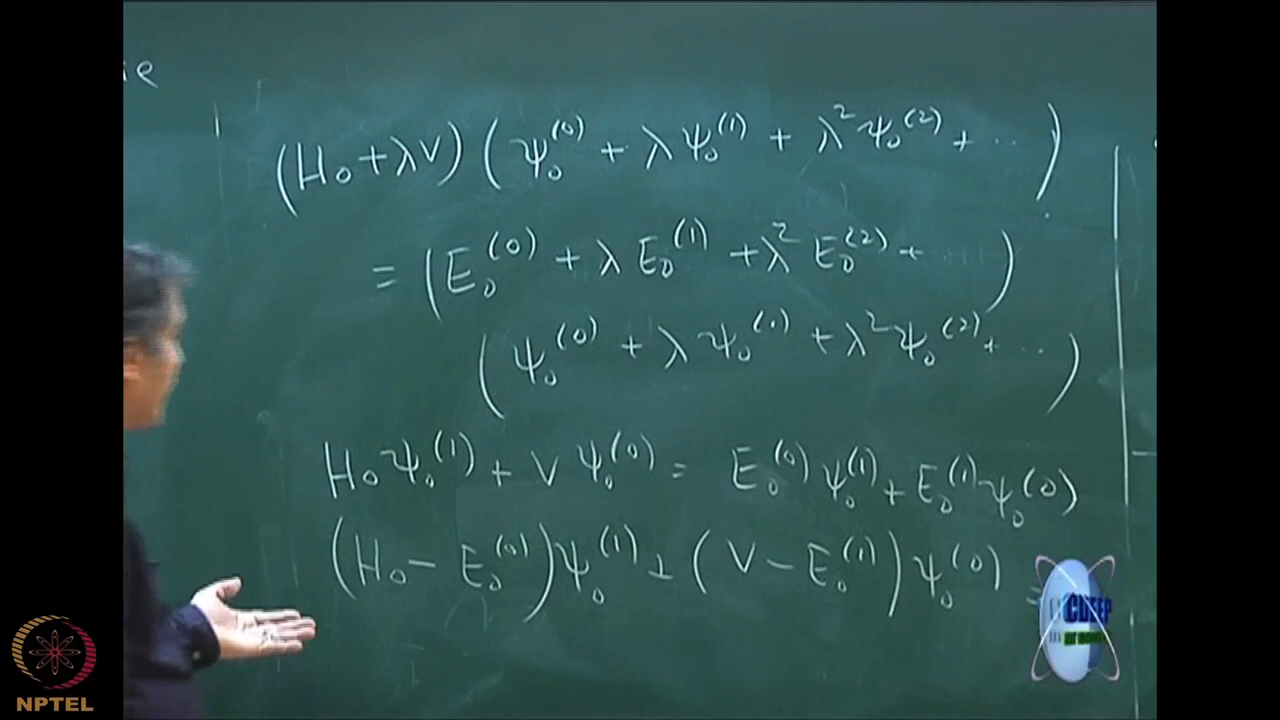 ie
(H₀ + λV) (ψ₀⁽⁰⁾ + λψ₀⁽¹⁾ + λ²ψ₀⁽²⁾ + ⋯ )
= (E₀⁽⁰⁾ + λE₀⁽¹⁾ + λ²E₀⁽²⁾ + ⋯ )
(ψ₀⁽⁰⁾ + λψ₀⁽¹⁾ + λ²ψ₀⁽²⁾ + ⋯ )
H₀ψ₀⁽¹⁾ + Vψ₀⁽⁰⁾ = E₀⁽⁰⁾ψ₀⁽¹⁾ + E₀⁽¹⁾ψ₀⁽⁰⁾
(H₀ − E₀⁽⁰⁾)ψ₀⁽¹⁾ + (V − E₀⁽¹⁾)ψ₀⁽⁰⁾ =
CDEEP
NPTEL